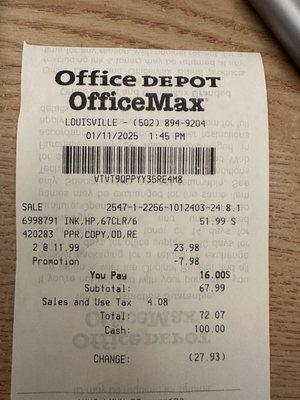 Office DEPOT
OfficeMax
LOUISVILLE - (502) 894-9204
01/11/2025 1:45 PM
VTVT9QPPYY35RE4M8
SALE 2547-1-2266-1012403-24.8.1
6998791 INK,HP,67CLR/6 51.99 S
420283 PPR,COPY,OD,RE
2 @ 11.99 23.98
Promotion -7.98
You Pay 16.00S
Subtotal: 67.99
Sales and Use Tax 4.08
Total: 72.07
Cash: 100.00
CHANGE: (27.93)